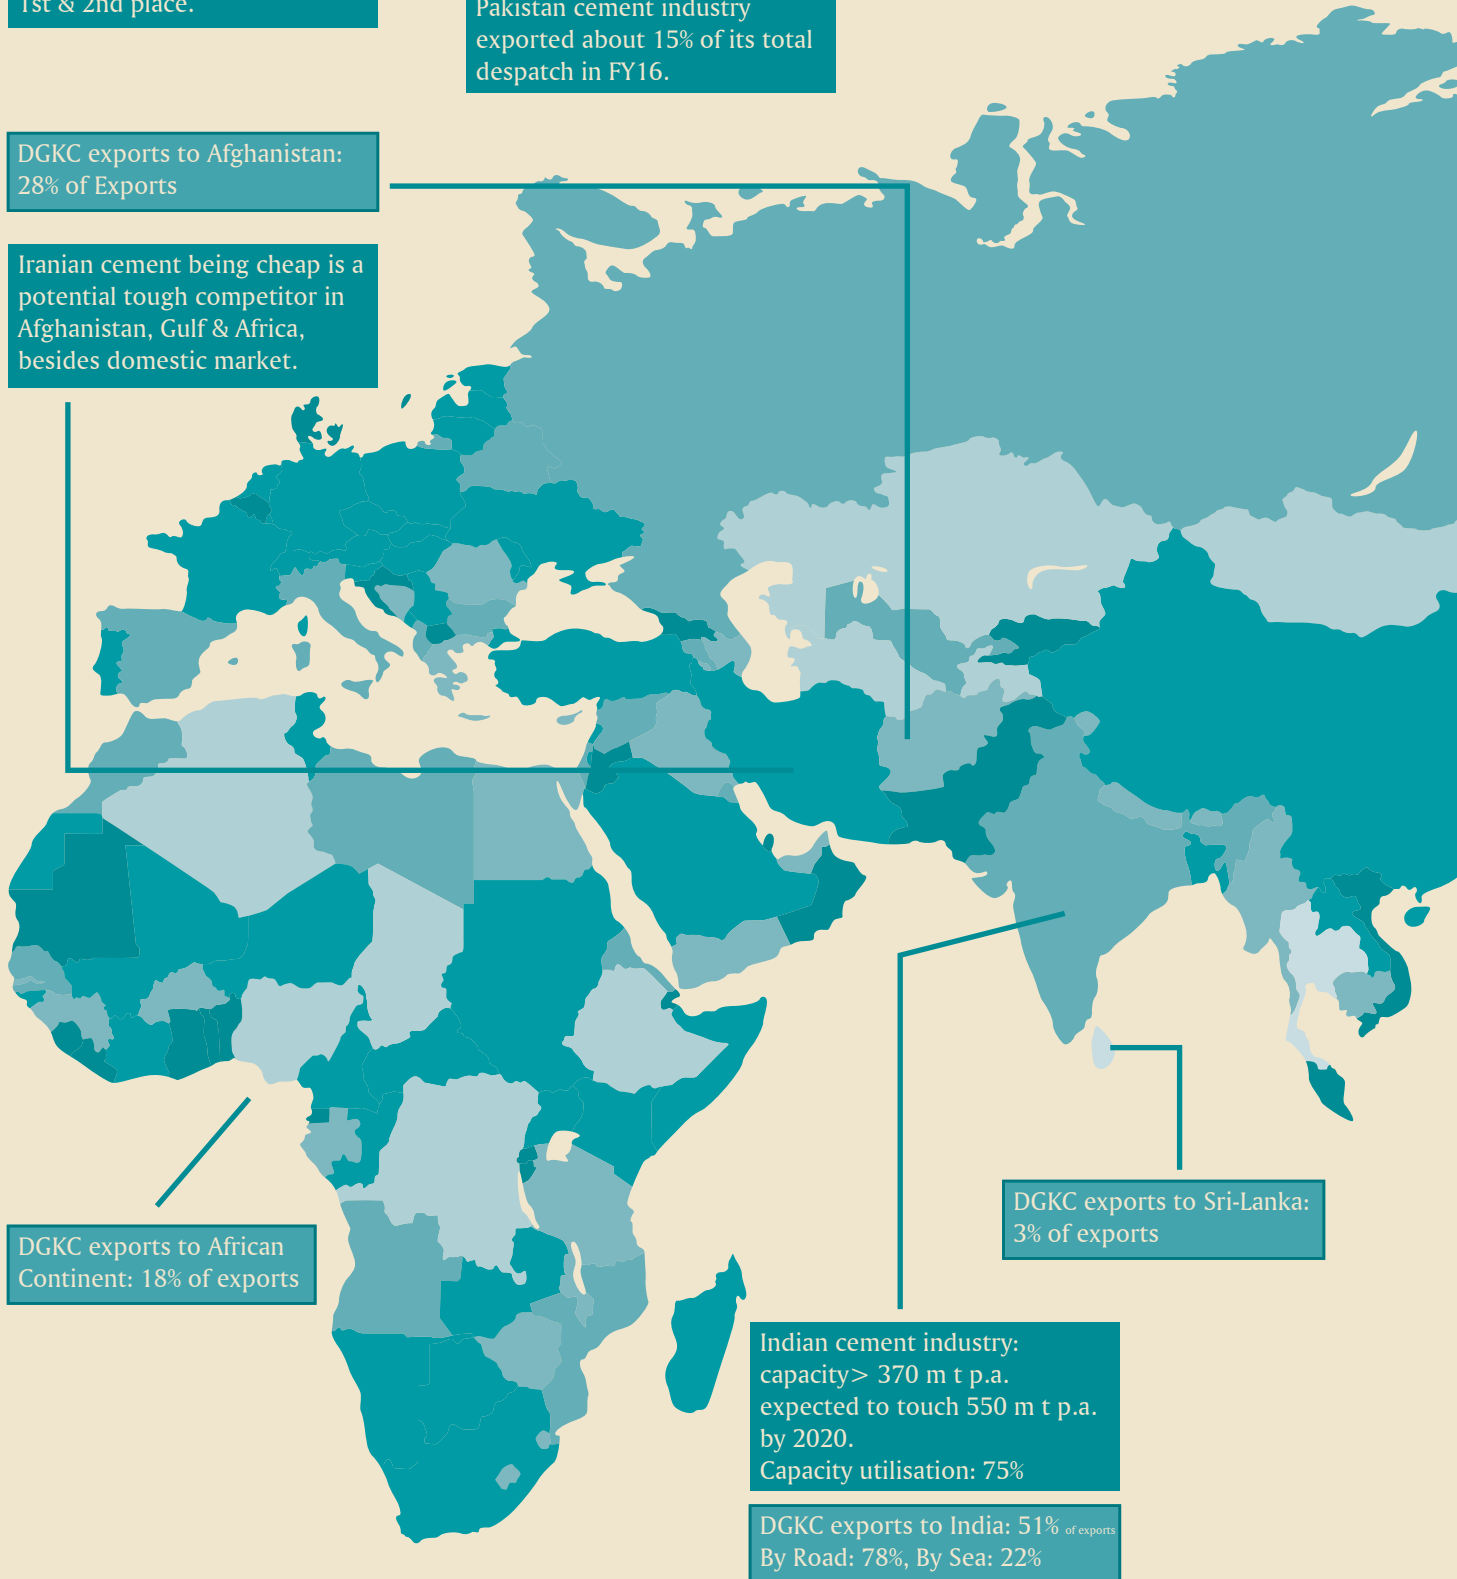 1st & 2nd place.
Pakistan cement industry
exported about 15% of its total
despatch in FY16.
DGKC exports to Afghanistan:
28% of Exports
Iranian cement being cheap is a
potential tough competitor in
Afghanistan, Gulf & Africa,
besides domestic market.
DGKC exports to Sri-Lanka:
3% of exports
DGKC exports to African
Continent: 18% of exports
Indian cement industry:
capacity> 370 m t p.a.
expected to touch 550 m t p.a.
by 2020.
Capacity utilisation: 75%
DGKC exports to India: 51% of exports
By Road: 78%, By Sea: 22%